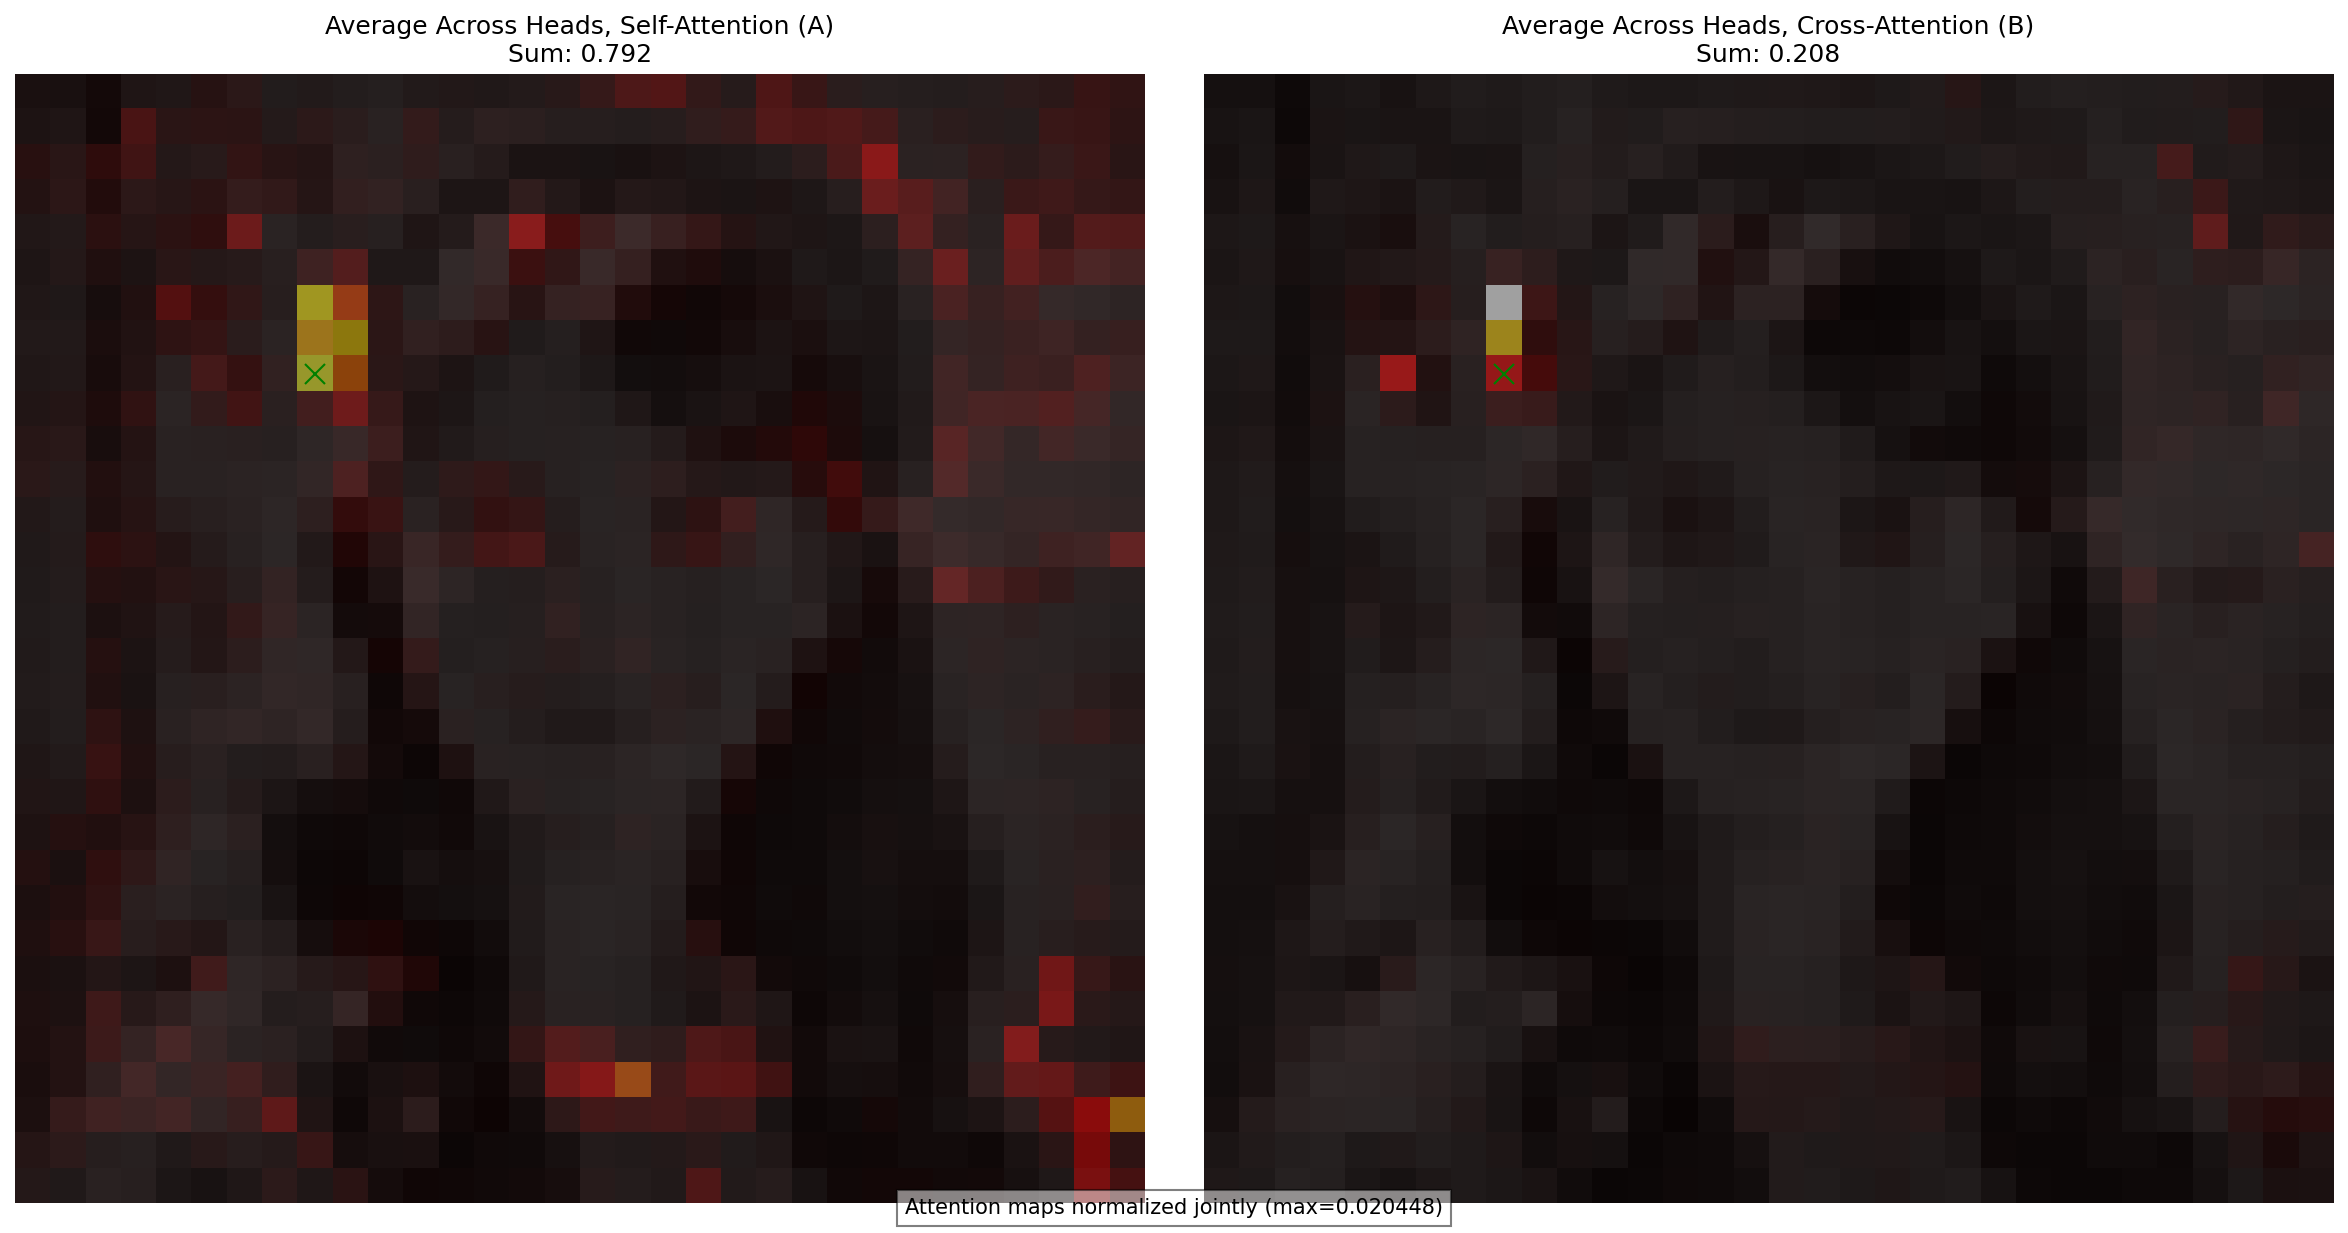 Average Across Heads, Self-Attention (A)
Sum: 0.792
Average Across Heads, Cross-Attention (B)
Sum: 0.208
Attention maps normalized jointly (max=0.020448)